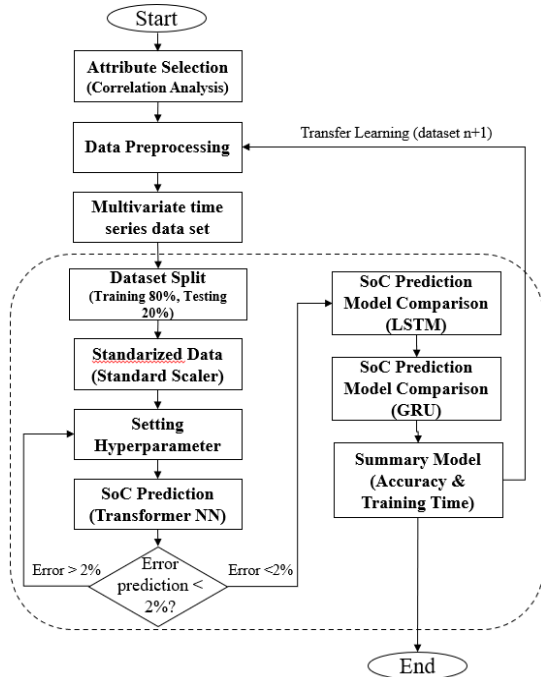 Start
Attribute Selection
(Correlation Analysis)
Data Preprocessing
Transfer Learning (dataset n+1)
Multivariate time
series data set
Dataset Split
(Training 80%, Testing
20%)
Standarized Data
(Standard Scaler)
Setting
Hyperparameter
SoC Prediction
(Transformer NN)
Error > 2%
Error
prediction <
2%?
Error <2%
SoC Prediction
Model Comparison
(LSTM)
SoC Prediction
Model Comparison
(GRU)
Summary Model
(Accuracy &
Training Time)
End